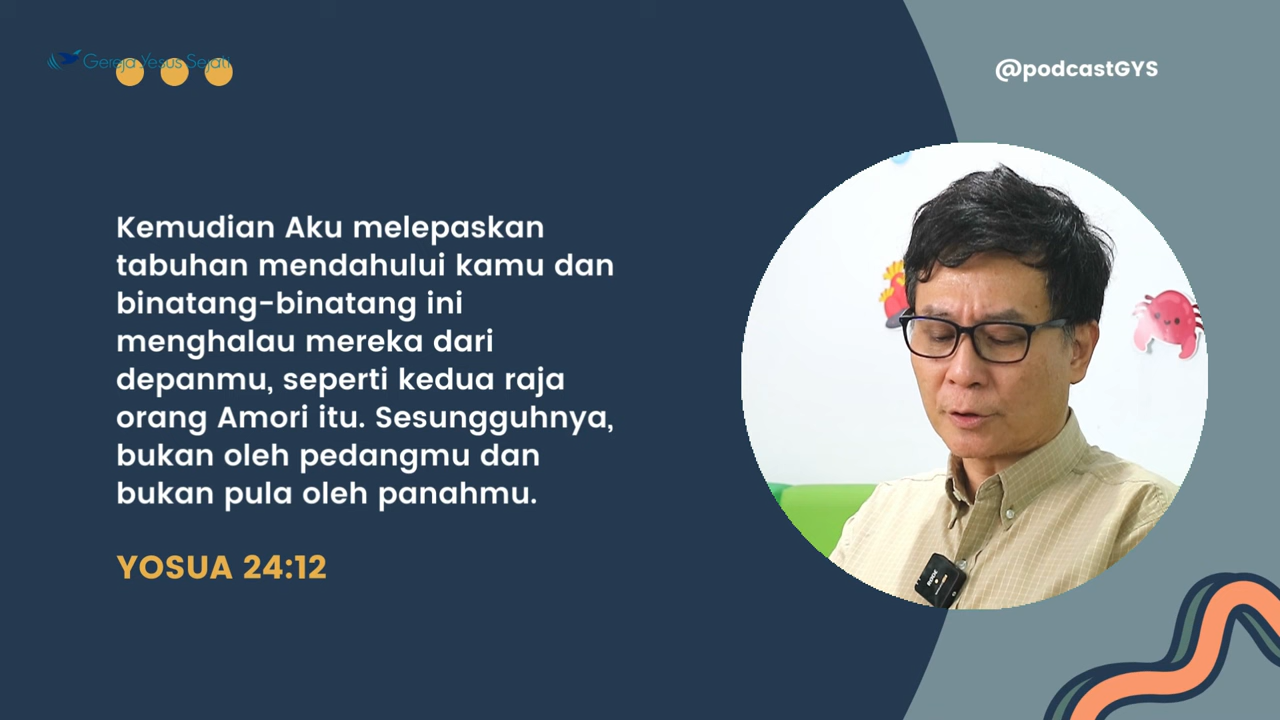 Gereja Yesus Sejati
@podcastGYS
Kemudian Aku melepaskan
tabuhan mendahului kamu dan
binatang-binatang ini
menghalau mereka dari
depanmu, seperti kedua raja
orang Amori itu. Sesungguhnya,
bukan oleh pedangmu dan
bukan pula oleh panahmu.
YOSUA 24:12
RODE